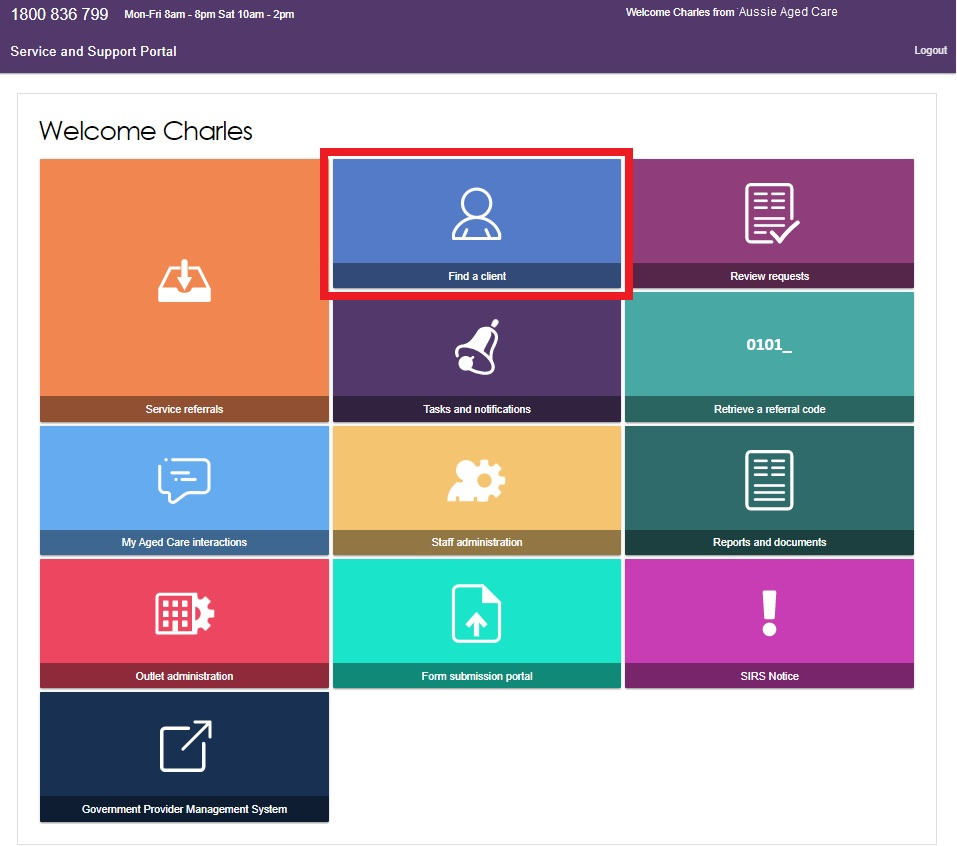 1800 836 799 Mon-Fri 8am - 8pm Sat 10am - 2pm Welcome Charles from Aussie Aged Care
Service and Support Portal Logout
Welcome Charles
Find a client Review requests
0101_
Service referrals Tasks and notifications Retrieve a referral code
My Aged Care interactions Staff administration Reports and documents
Outlet administration Form submission portal SIRS Notice
Government Provider Management System